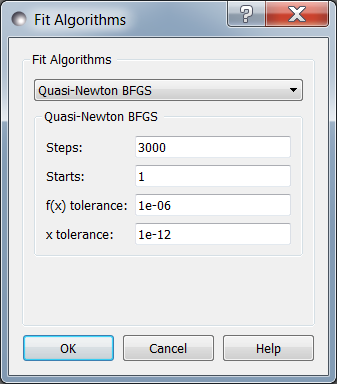 Fit Algorithms
Fit Algorithms
Quasi-Newton BFGS
Quasi-Newton BFGS
Steps: 3000
Starts: 1
f(x) tolerance: 1e-06
x tolerance: 1e-12
OK Cancel Help